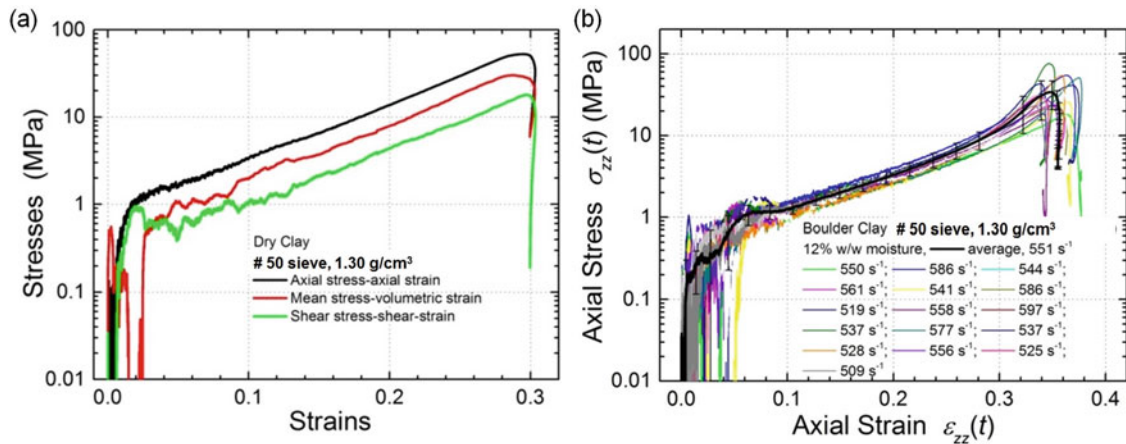 (a)
100
10
1
0.1
0.01
Stresses (MPa)
Dry Clay
# 50 sieve, 1.30 g/cm³
Axial stress-axial strain
Mean stress-volumetric strain
Shear stress-shear-strain
0.0 0.1 0.2 0.3
Strains
(b)
100
10
1
0.1
0.01
Axial Stress σzz(t) (MPa)
Boulder Clay # 50 sieve, 1.30 g/cm³
12% w/w moisture, average, 551 s⁻¹
550 s⁻¹; 586 s⁻¹; 544 s⁻¹;
561 s⁻¹; 541 s⁻¹; 586 s⁻¹;
519 s⁻¹; 558 s⁻¹; 597 s⁻¹;
537 s⁻¹; 577 s⁻¹; 537 s⁻¹;
528 s⁻¹; 556 s⁻¹; 525 s⁻¹;
509 s⁻¹;
0.0 0.1 0.2 0.3 0.4
Axial Strain εzz(t)